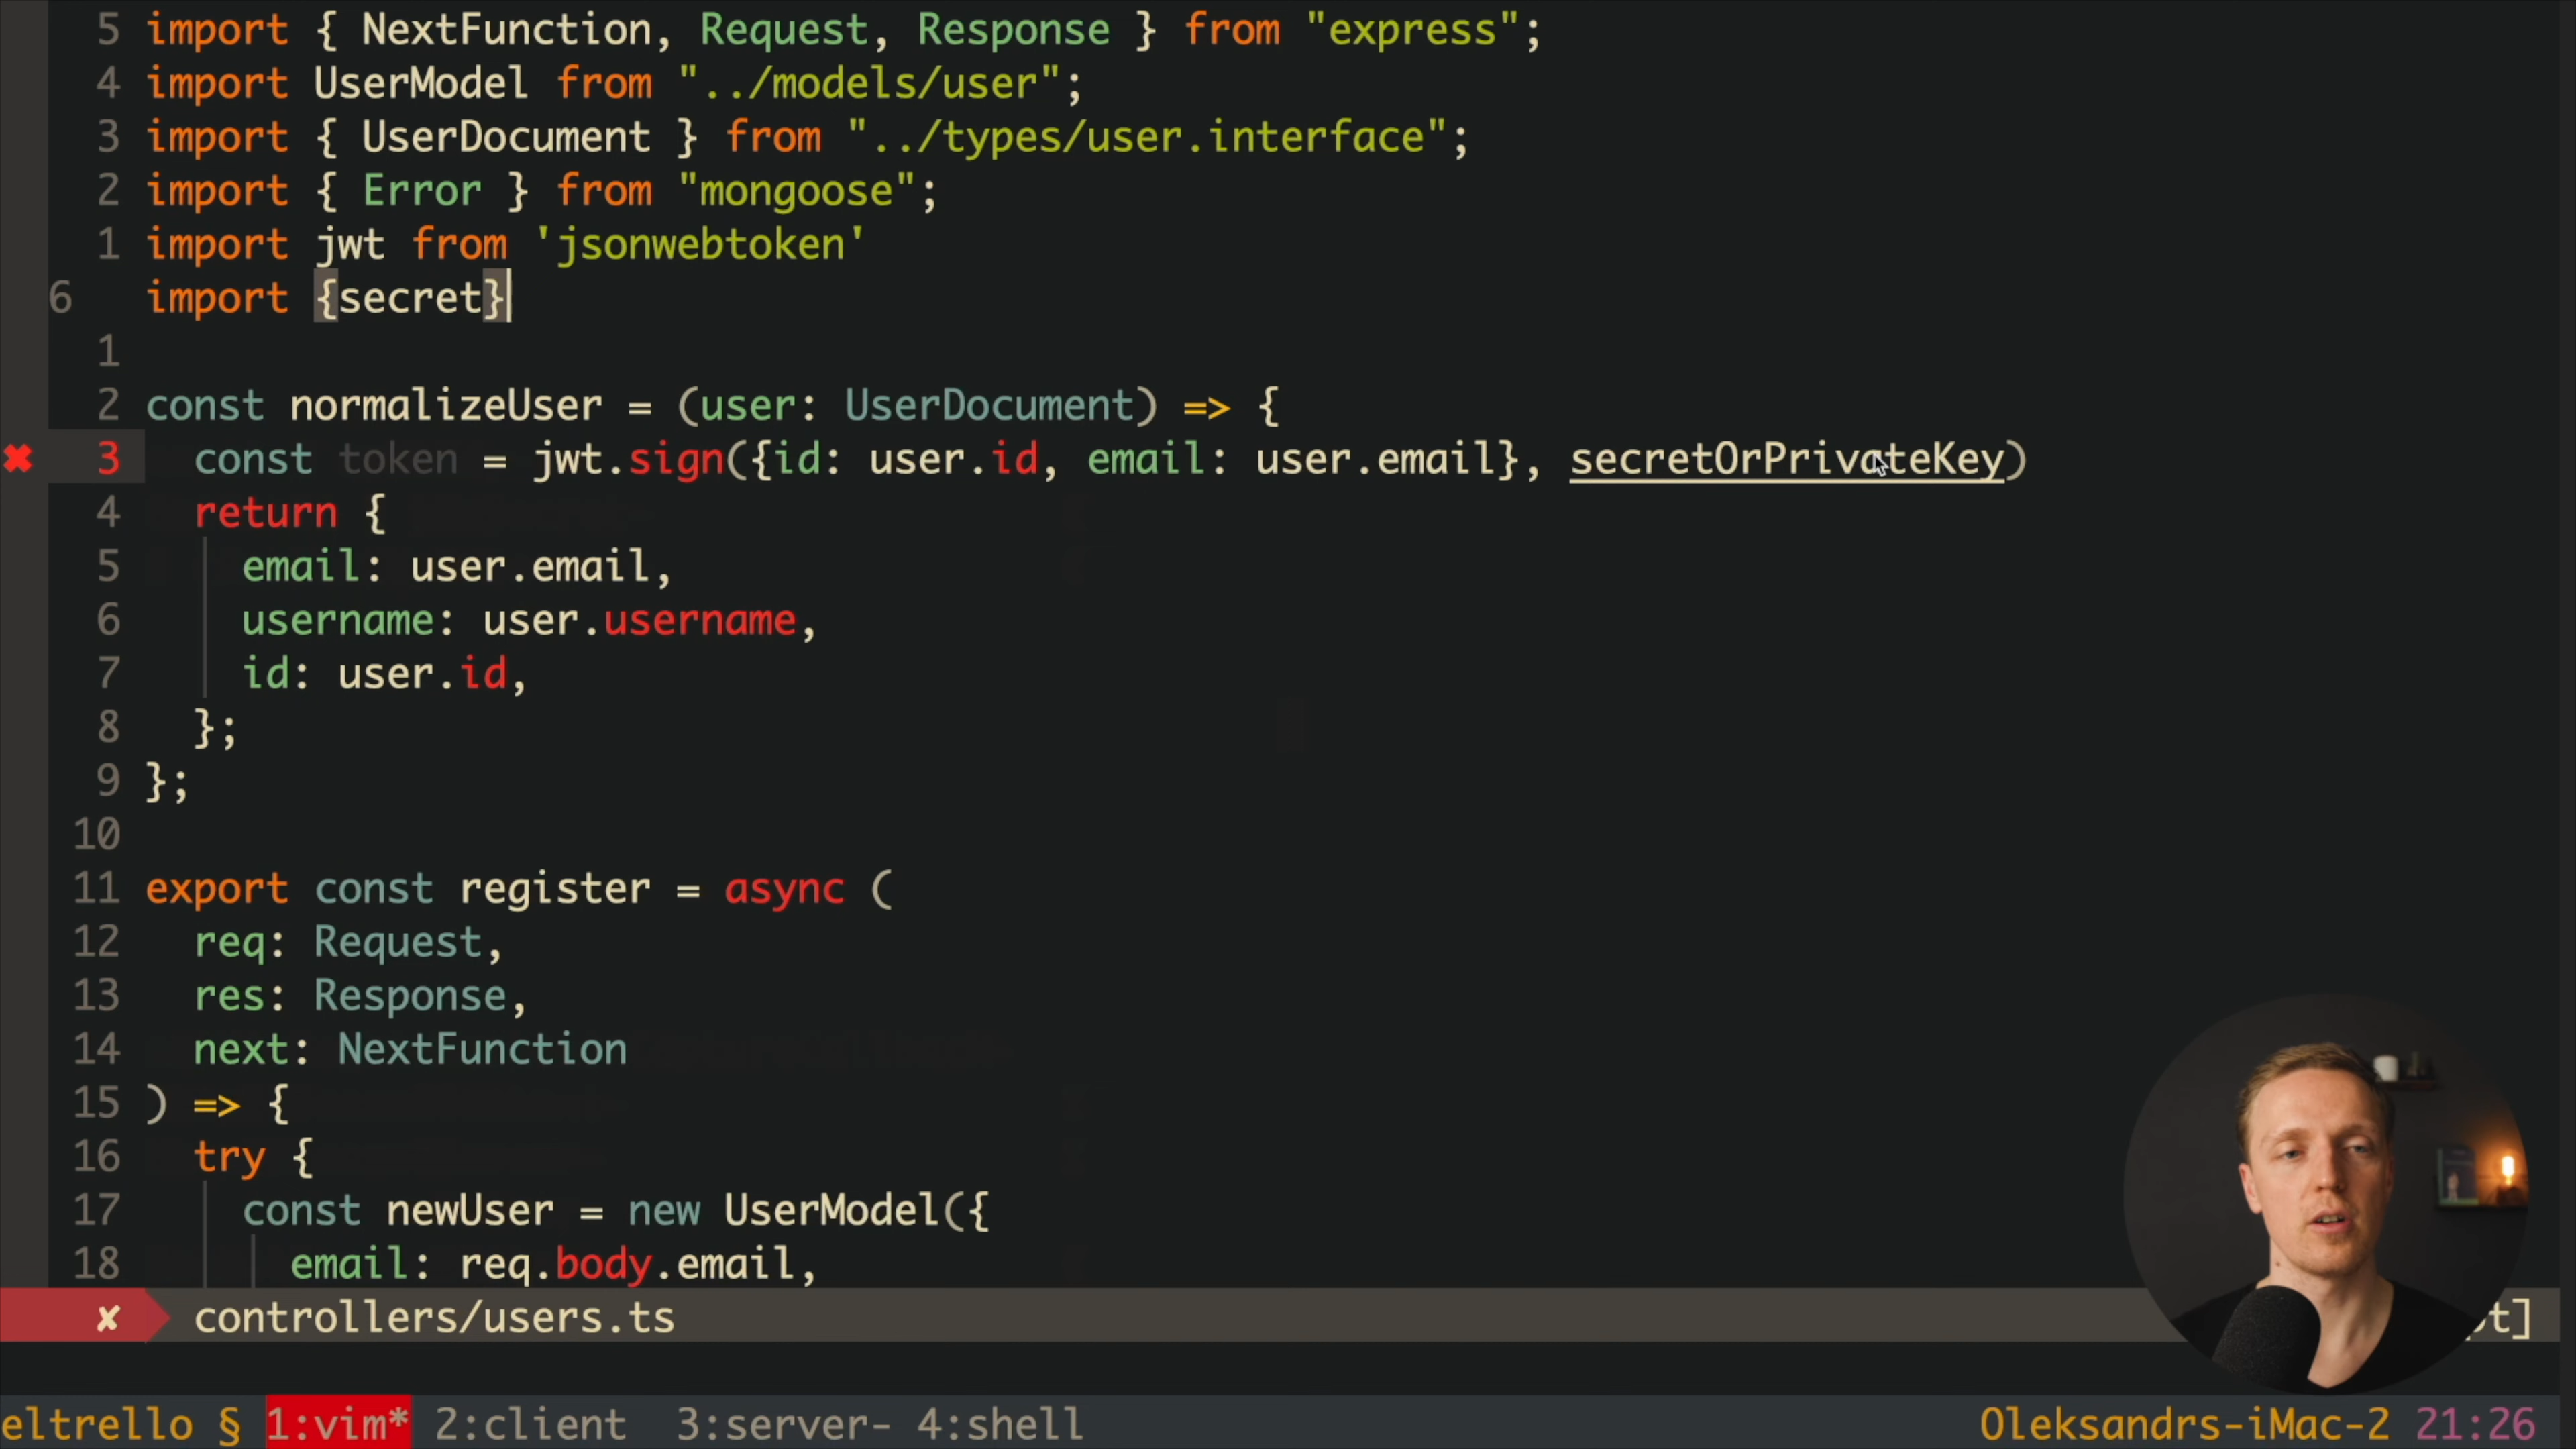 5 import { NextFunction, Request, Response } from "express";
4 import UserModel from "../models/user";
3 import { UserDocument } from "../types/user.interface";
2 import { Error } from "mongoose";
1 import jwt from 'jsonwebtoken'
6 import {secret}
1
2 const normalizeUser = (user: UserDocument) => {
✖ 3 const token = jwt.sign({id: user.id, email: user.email}, secretOrPrivateKey)
4 return {
5 email: user.email,
6 username: user.username,
7 id: user.id,
8 };
9 };
10
11 export const register = async (
12 req: Request,
13 res: Response,
14 next: NextFunction
15 ) => {
16 try {
17 const newUser = new UserModel({
18 email: req.body.email,
✘ controllers/users.ts
eltrello § 1:vim* 2:client 3:server- 4:shell Oleksandrs-iMac-2 21:26